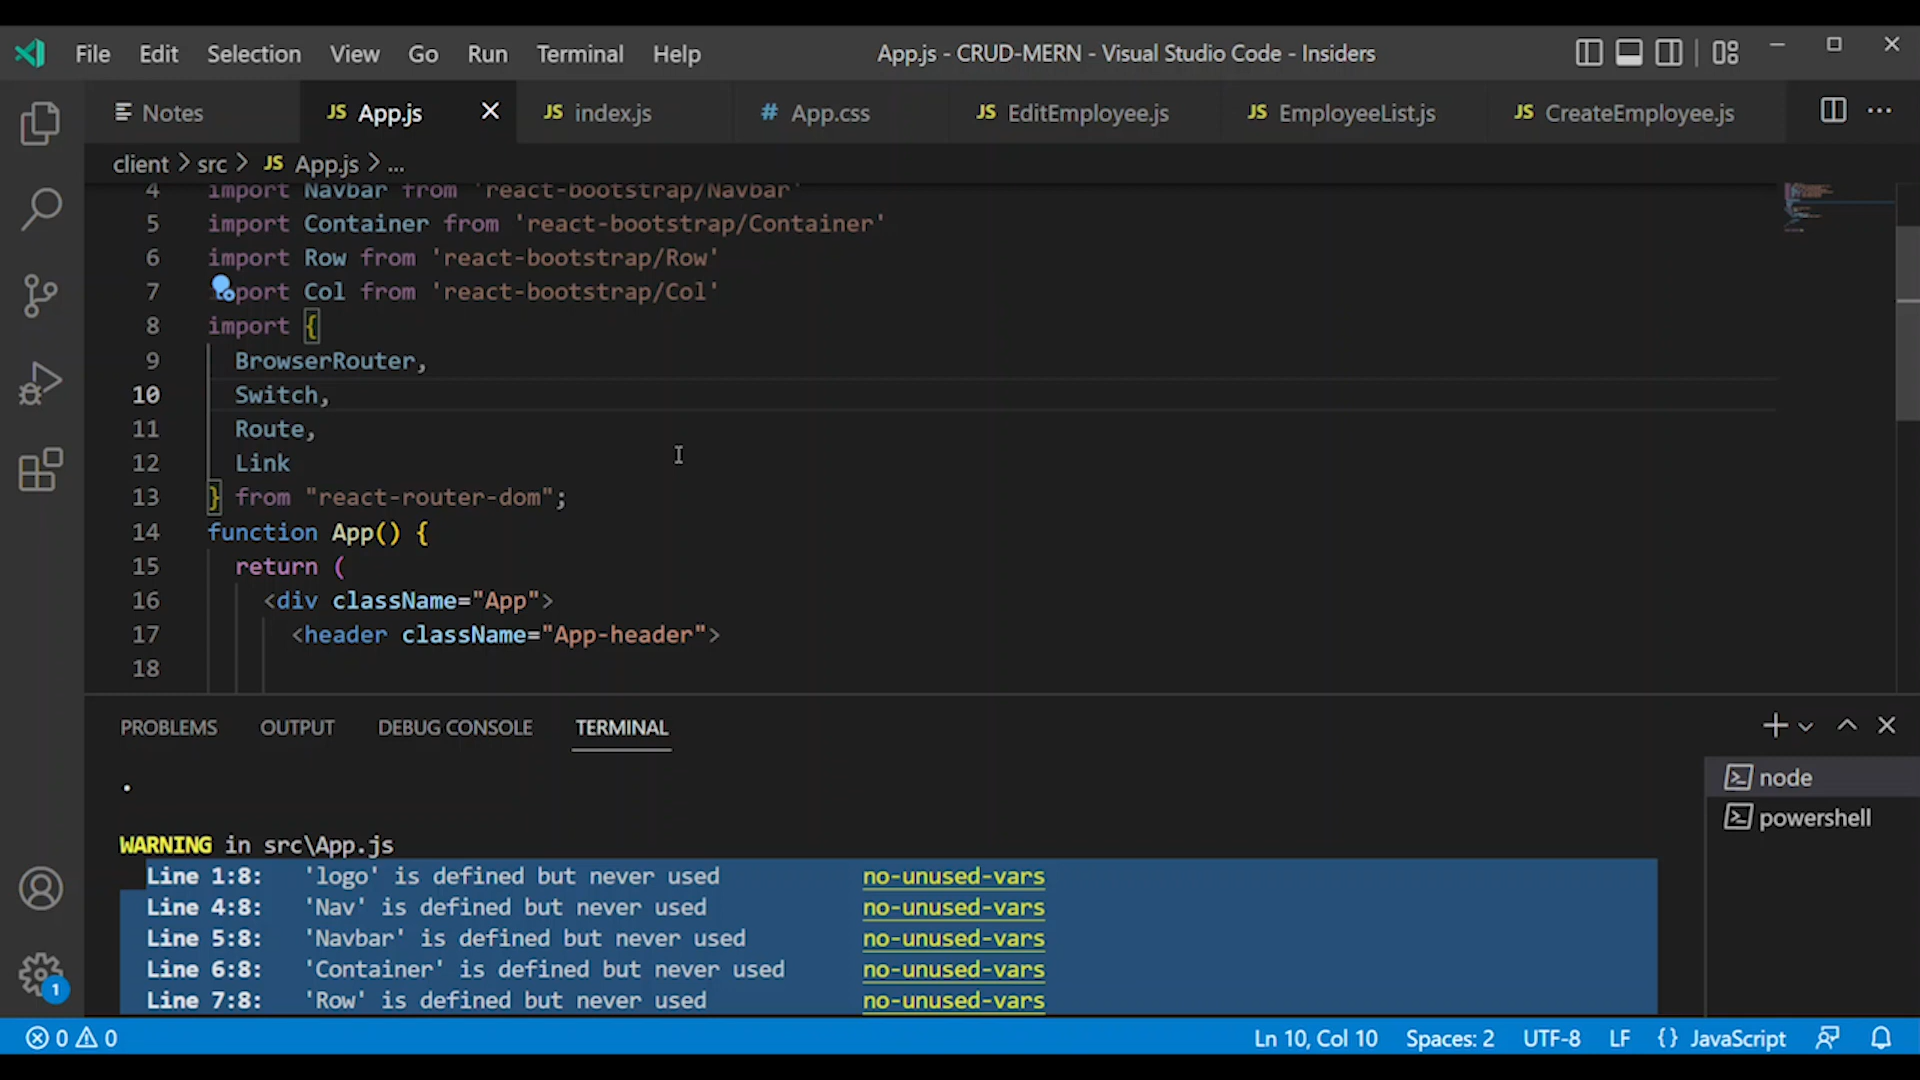 File Edit Selection View Go Run Terminal Help App.js - CRUD-MERN - Visual Studio Code - Insiders
Notes JS App.js JS index.js # App.css JS EditEmployee.js JS EmployeeList.js JS CreateEmployee.js
client > src > JS App.js > ...
4 import Navbar from 'react-bootstrap/Navbar'
5 import Container from 'react-bootstrap/Container'
6 import Row from 'react-bootstrap/Row'
7 import Col from 'react-bootstrap/Col'
8 import {
9 BrowserRouter,
10 Switch,
11 Route,
12 Link
13 } from "react-router-dom";
14 function App() {
15 return (
16 <div className="App">
17 <header className="App-header">
18
PROBLEMS OUTPUT DEBUG CONSOLE TERMINAL
node
powershell
.
WARNING in src\App.js
Line 1:8: 'logo' is defined but never used no-unused-vars
Line 4:8: 'Nav' is defined but never used no-unused-vars
Line 5:8: 'Navbar' is defined but never used no-unused-vars
Line 6:8: 'Container' is defined but never used no-unused-vars
Line 7:8: 'Row' is defined but never used no-unused-vars
1
0 0 Ln 10, Col 10 Spaces: 2 UTF-8 LF {} JavaScript